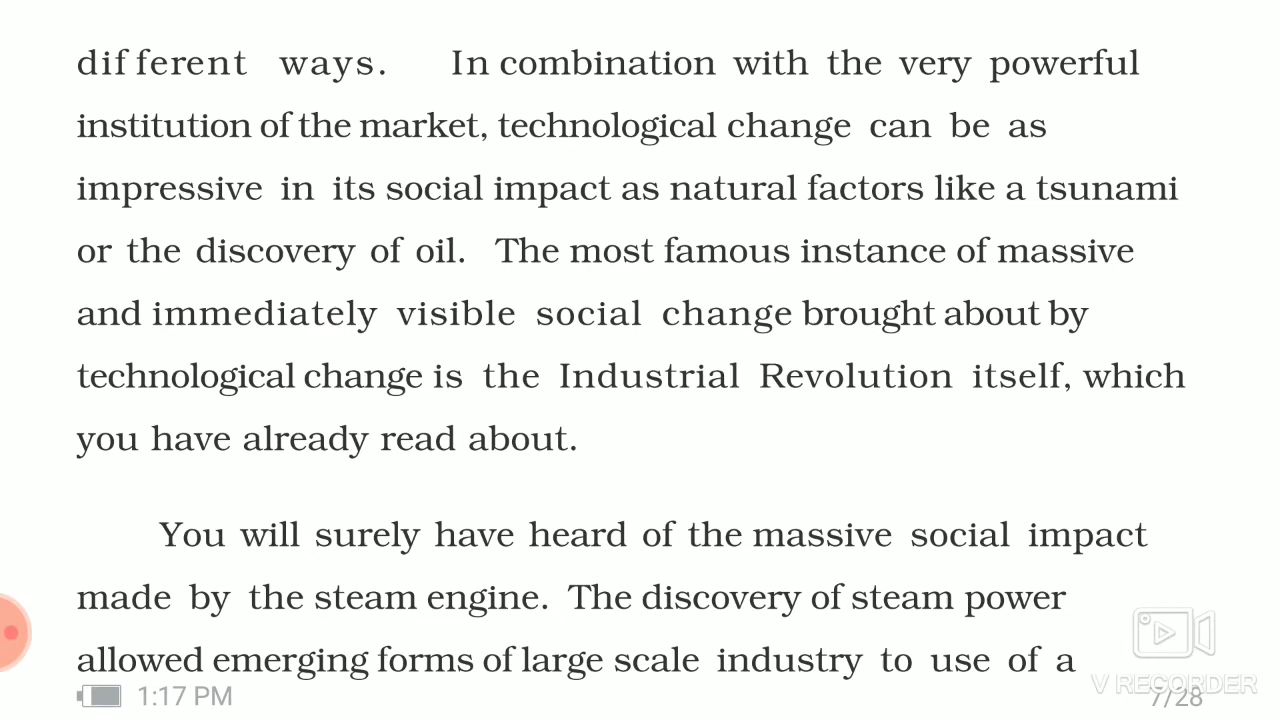 different ways. In combination with the very powerful
institution of the market, technological change can be as
impressive in its social impact as natural factors like a tsunami
or the discovery of oil. The most famous instance of massive
and immediately visible social change brought about by
technological change is the Industrial Revolution itself, which
you have already read about.
You will surely have heard of the massive social impact
made by the steam engine. The discovery of steam power
allowed emerging forms of large scale industry to use of a
1:17 PM
V RECORDER
7/28